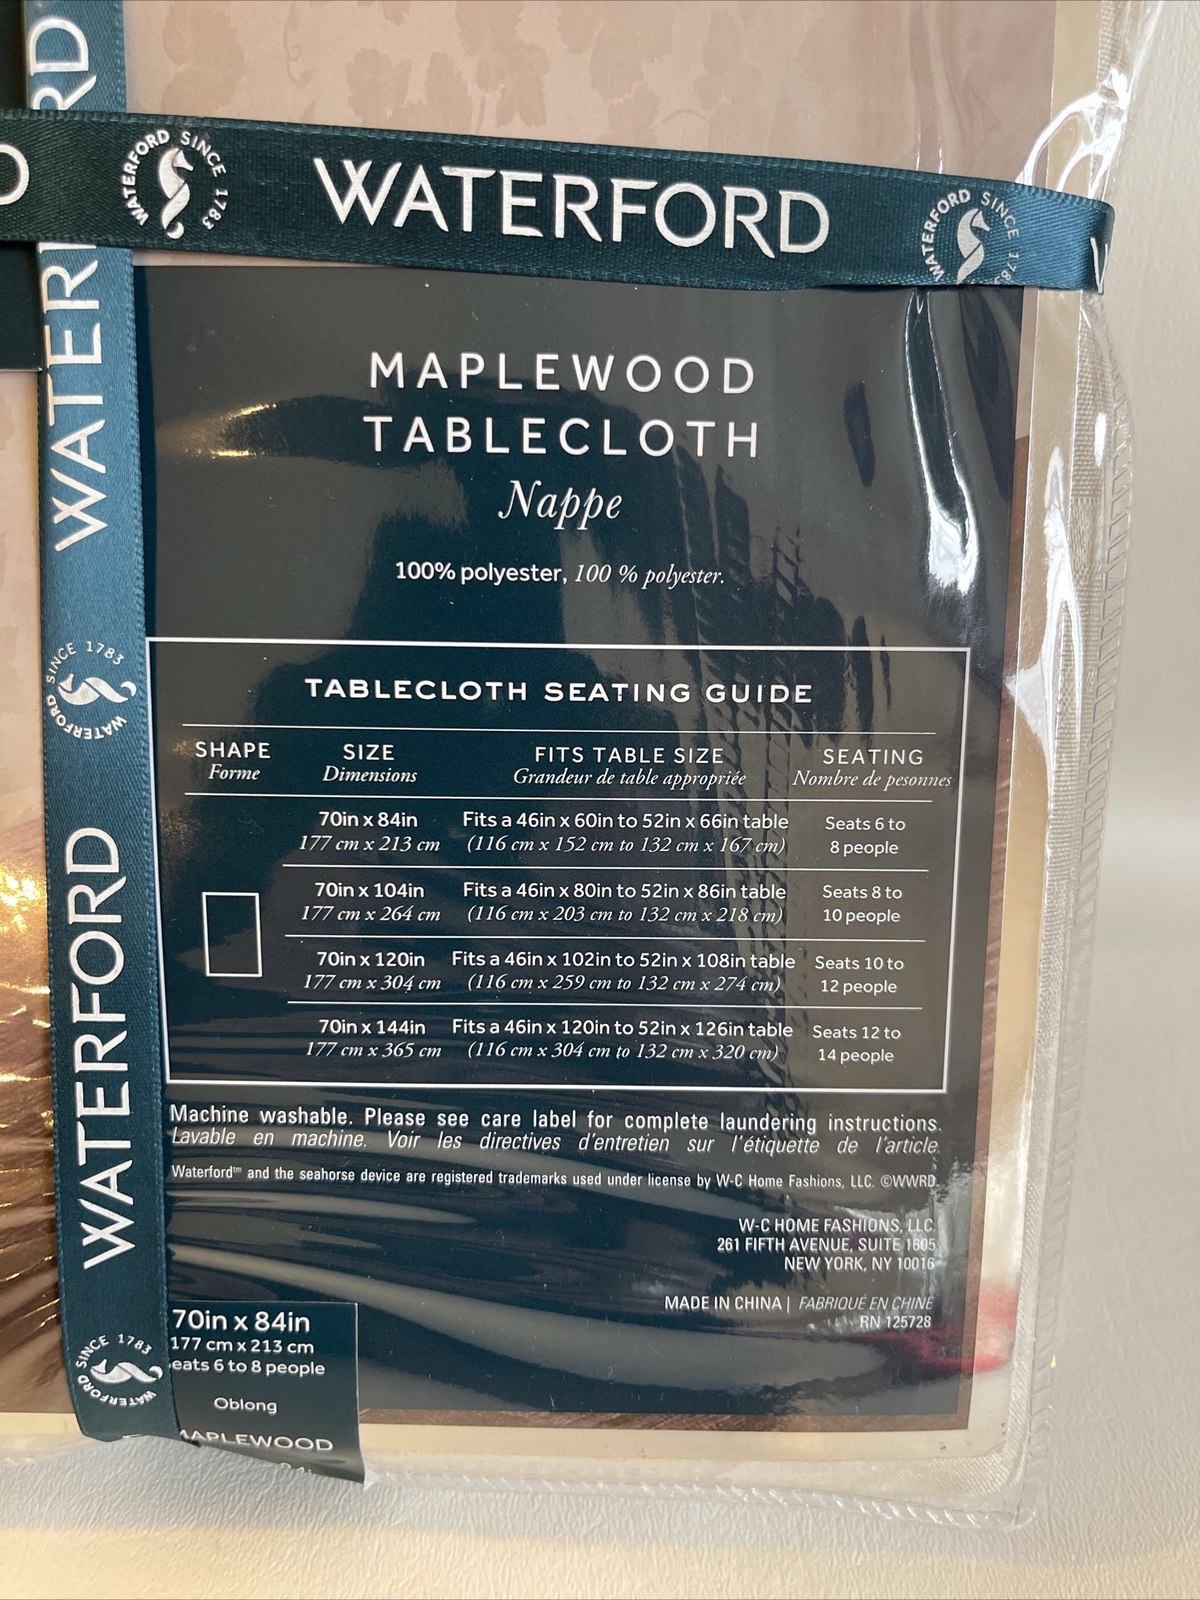 WATERFORD SINCE 1783
WATERFORD
WATERFORD SINCE 178
WATER
SINCE 1783 WATERFORD
WATERFORD
SINCE 1783 WATERFORD
MAPLEWOOD
TABLECLOTH
Nappe
100% polyester, 100 % polyester.
TABLECLOTH SEATING GUIDE
SHAPE SIZE FITS TABLE SIZE SEATING
Forme Dimensions Grandeur de table appropriée Nombre de pesonnes
70in x 84in Fits a 46in x 60in to 52in x 66in table Seats 6 to
177 cm x 213 cm (116 cm x 152 cm to 132 cm x 167 cm) 8 people
70in x 104in Fits a 46in x 80in to 52in x 86in table Seats 8 to
177 cm x 264 cm (116 cm x 203 cm to 132 cm x 218 cm) 10 people
70in x 120in Fits a 46in x 102in to 52in x 108in table Seats 10 to
177 cm x 304 cm (116 cm x 259 cm to 132 cm x 274 cm) 12 people
70in x 144in Fits a 46in x 120in to 52in x 126in table Seats 12 to
177 cm x 365 cm (116 cm x 304 cm to 132 cm x 320 cm) 14 people
Machine washable. Please see care label for complete laundering instructions.
Lavable en machine. Voir les directives d'entretien sur l'étiquette de l'article.
Waterford™ and the seahorse device are registered trademarks used under license by W-C Home Fashions, LLC. ©WWRD.
W-C HOME FASHIONS, LLC.
261 FIFTH AVENUE, SUITE 1605
NEW YORK, NY 10016
MADE IN CHINA | FABRIQUÉ EN CHINE
RN 125728
70in x 84in
177 cm x 213 cm
eats 6 to 8 people
Oblong
MAPLEWOOD